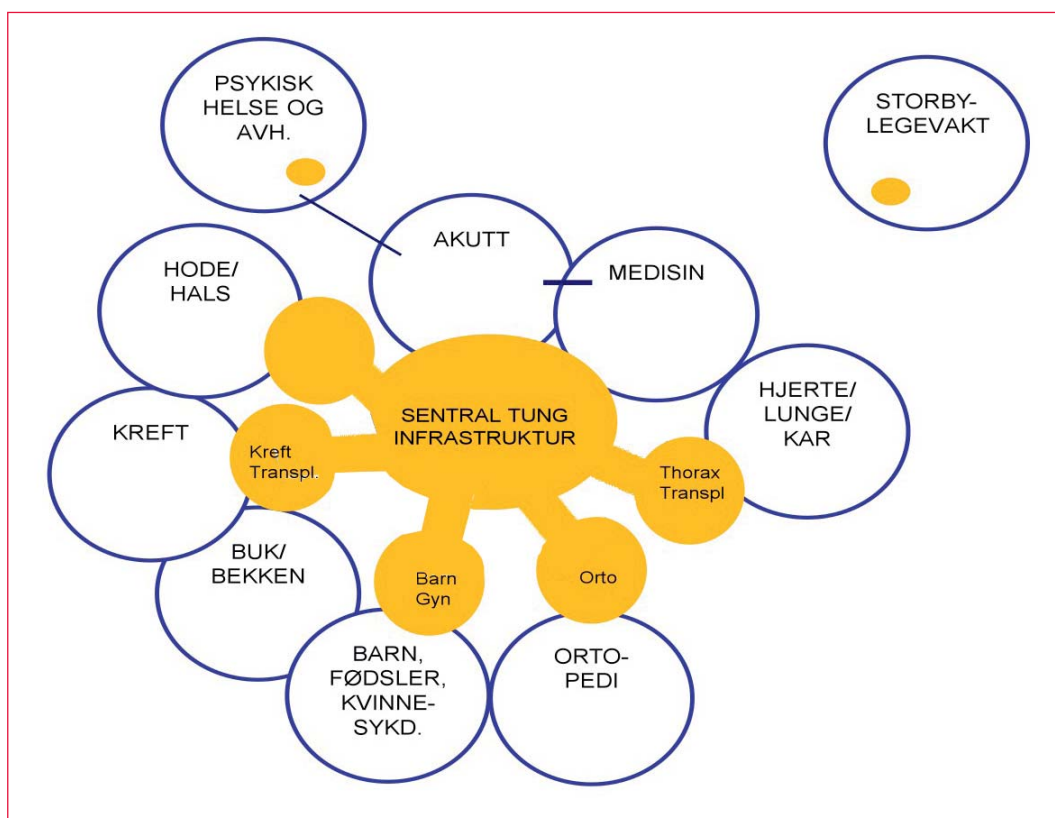 PSYKISK
HELSE OG
AVH.
STORBY-
LEGEVAKT
AKUTT
MEDISIN
HODE/
HALS
HJERTE/
LUNGE/
KAR
SENTRAL TUNG
INFRASTRUKTUR
KREFT
Kreft
Transpl.
Thorax
Transpl
BUK/
BEKKEN
Barn
Gyn
Orto
BARN,
FØDSLER,
KVINNE-
SYKD.
ORTO-
PEDI